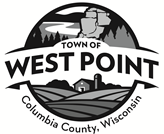 TOWN OF
WEST POINT
Columbia County, Wisconsin